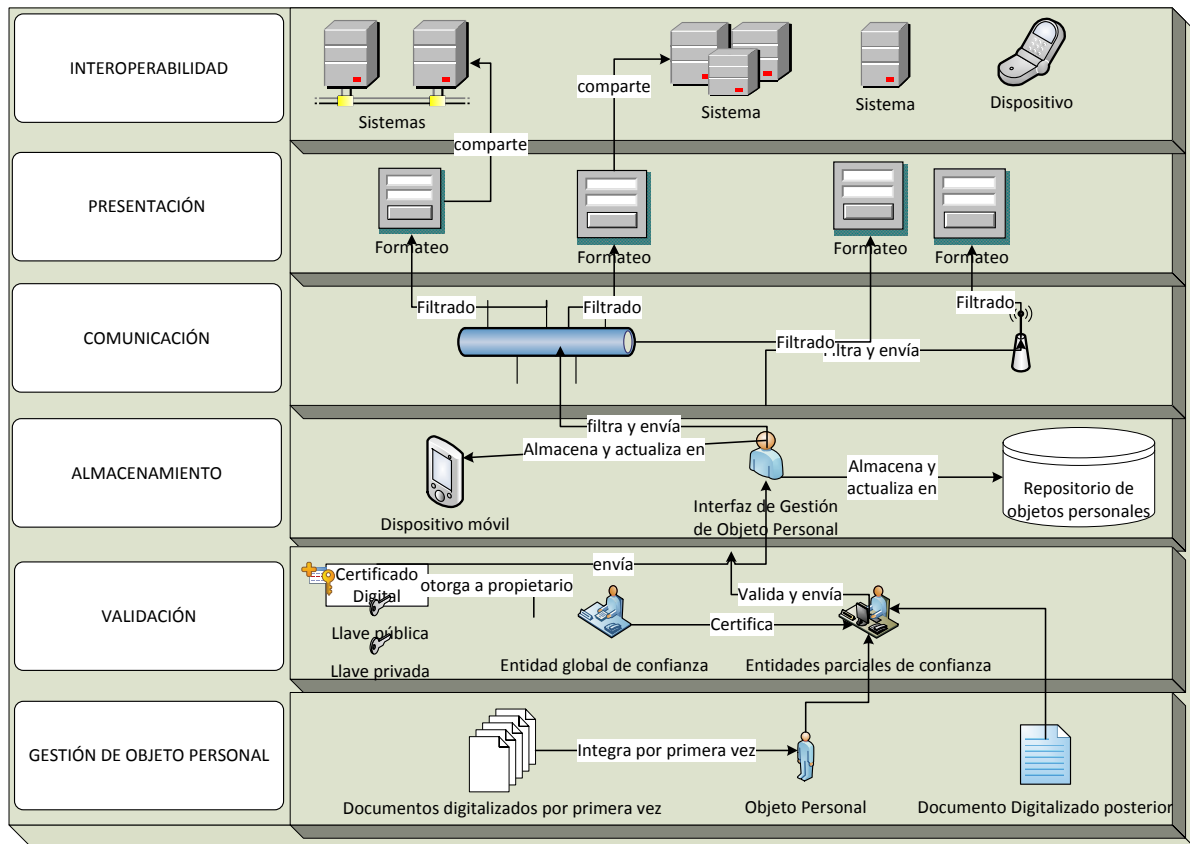 INTEROPERABILIDAD
Sistemas
comparte
Sistema
Sistema
Dispositivo
comparte
PRESENTACIÓN
Formateo
Formateo
Formateo
Formateo
COMUNICACIÓN
Filtrado
Filtrado
Filtrado
Filtra y envía
Filtrado
ALMACENAMIENTO
filtra y envía
Almacena y actualiza en
Dispositivo móvil
Interfaz de Gestión
de Objeto Personal
Almacena y
actualiza en
Repositorio de
objetos personales
VALIDACIÓN
Certificado
Digital
otorga a propietario
envía
Llave pública
Llave privada
Entidad global de confianza
Certifica
Valida y envía
Entidades parciales de confianza
GESTIÓN DE OBJETO PERSONAL
Documentos digitalizados por primera vez
Integra por primera vez
Objeto Personal
Documento Digitalizado posterior